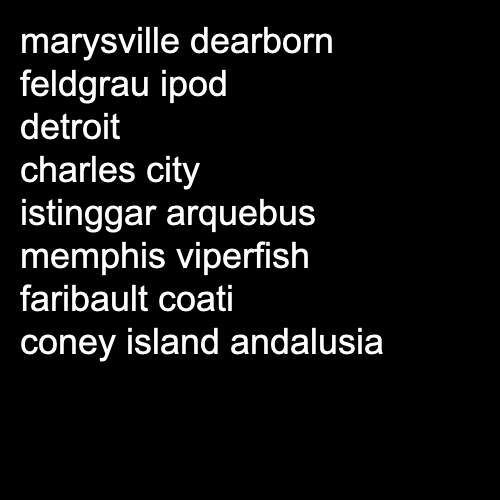 marysville dearborn
feldgrau ipod
detroit
charles city
istinggar arquebus
memphis viperfish
faribault coati
coney island andalusia